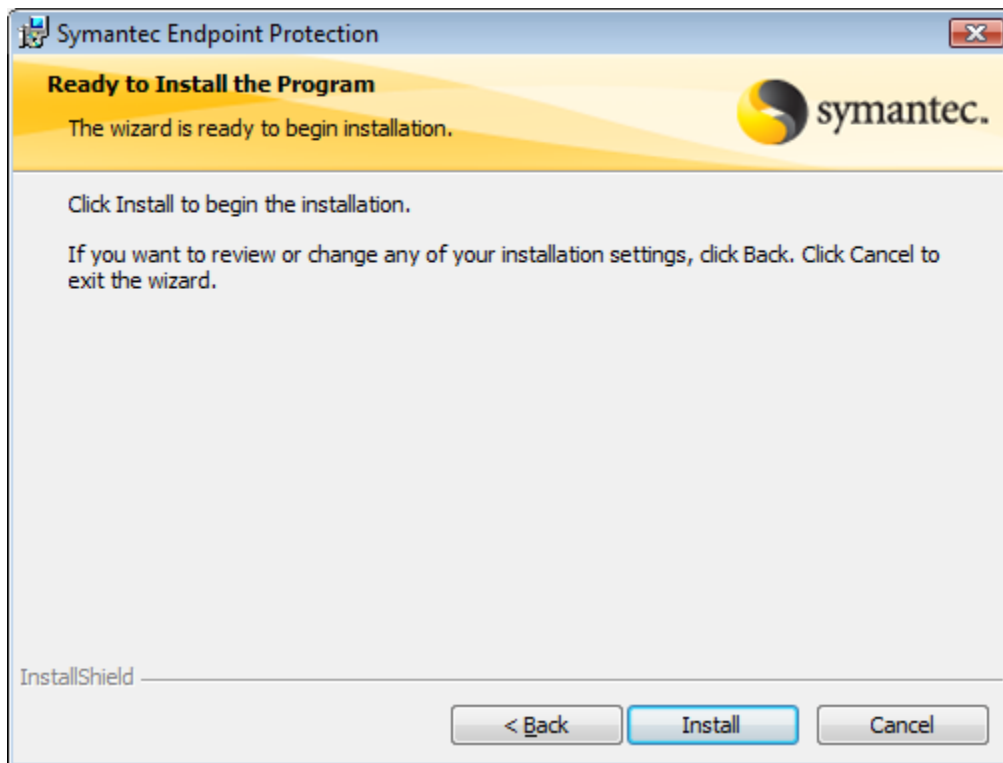 Symantec Endpoint Protection
Ready to Install the Program
The wizard is ready to begin installation.
symantec.
Click Install to begin the installation.
If you want to review or change any of your installation settings, click Back. Click Cancel to
exit the wizard.
InstallShield
< Back
Install
Cancel